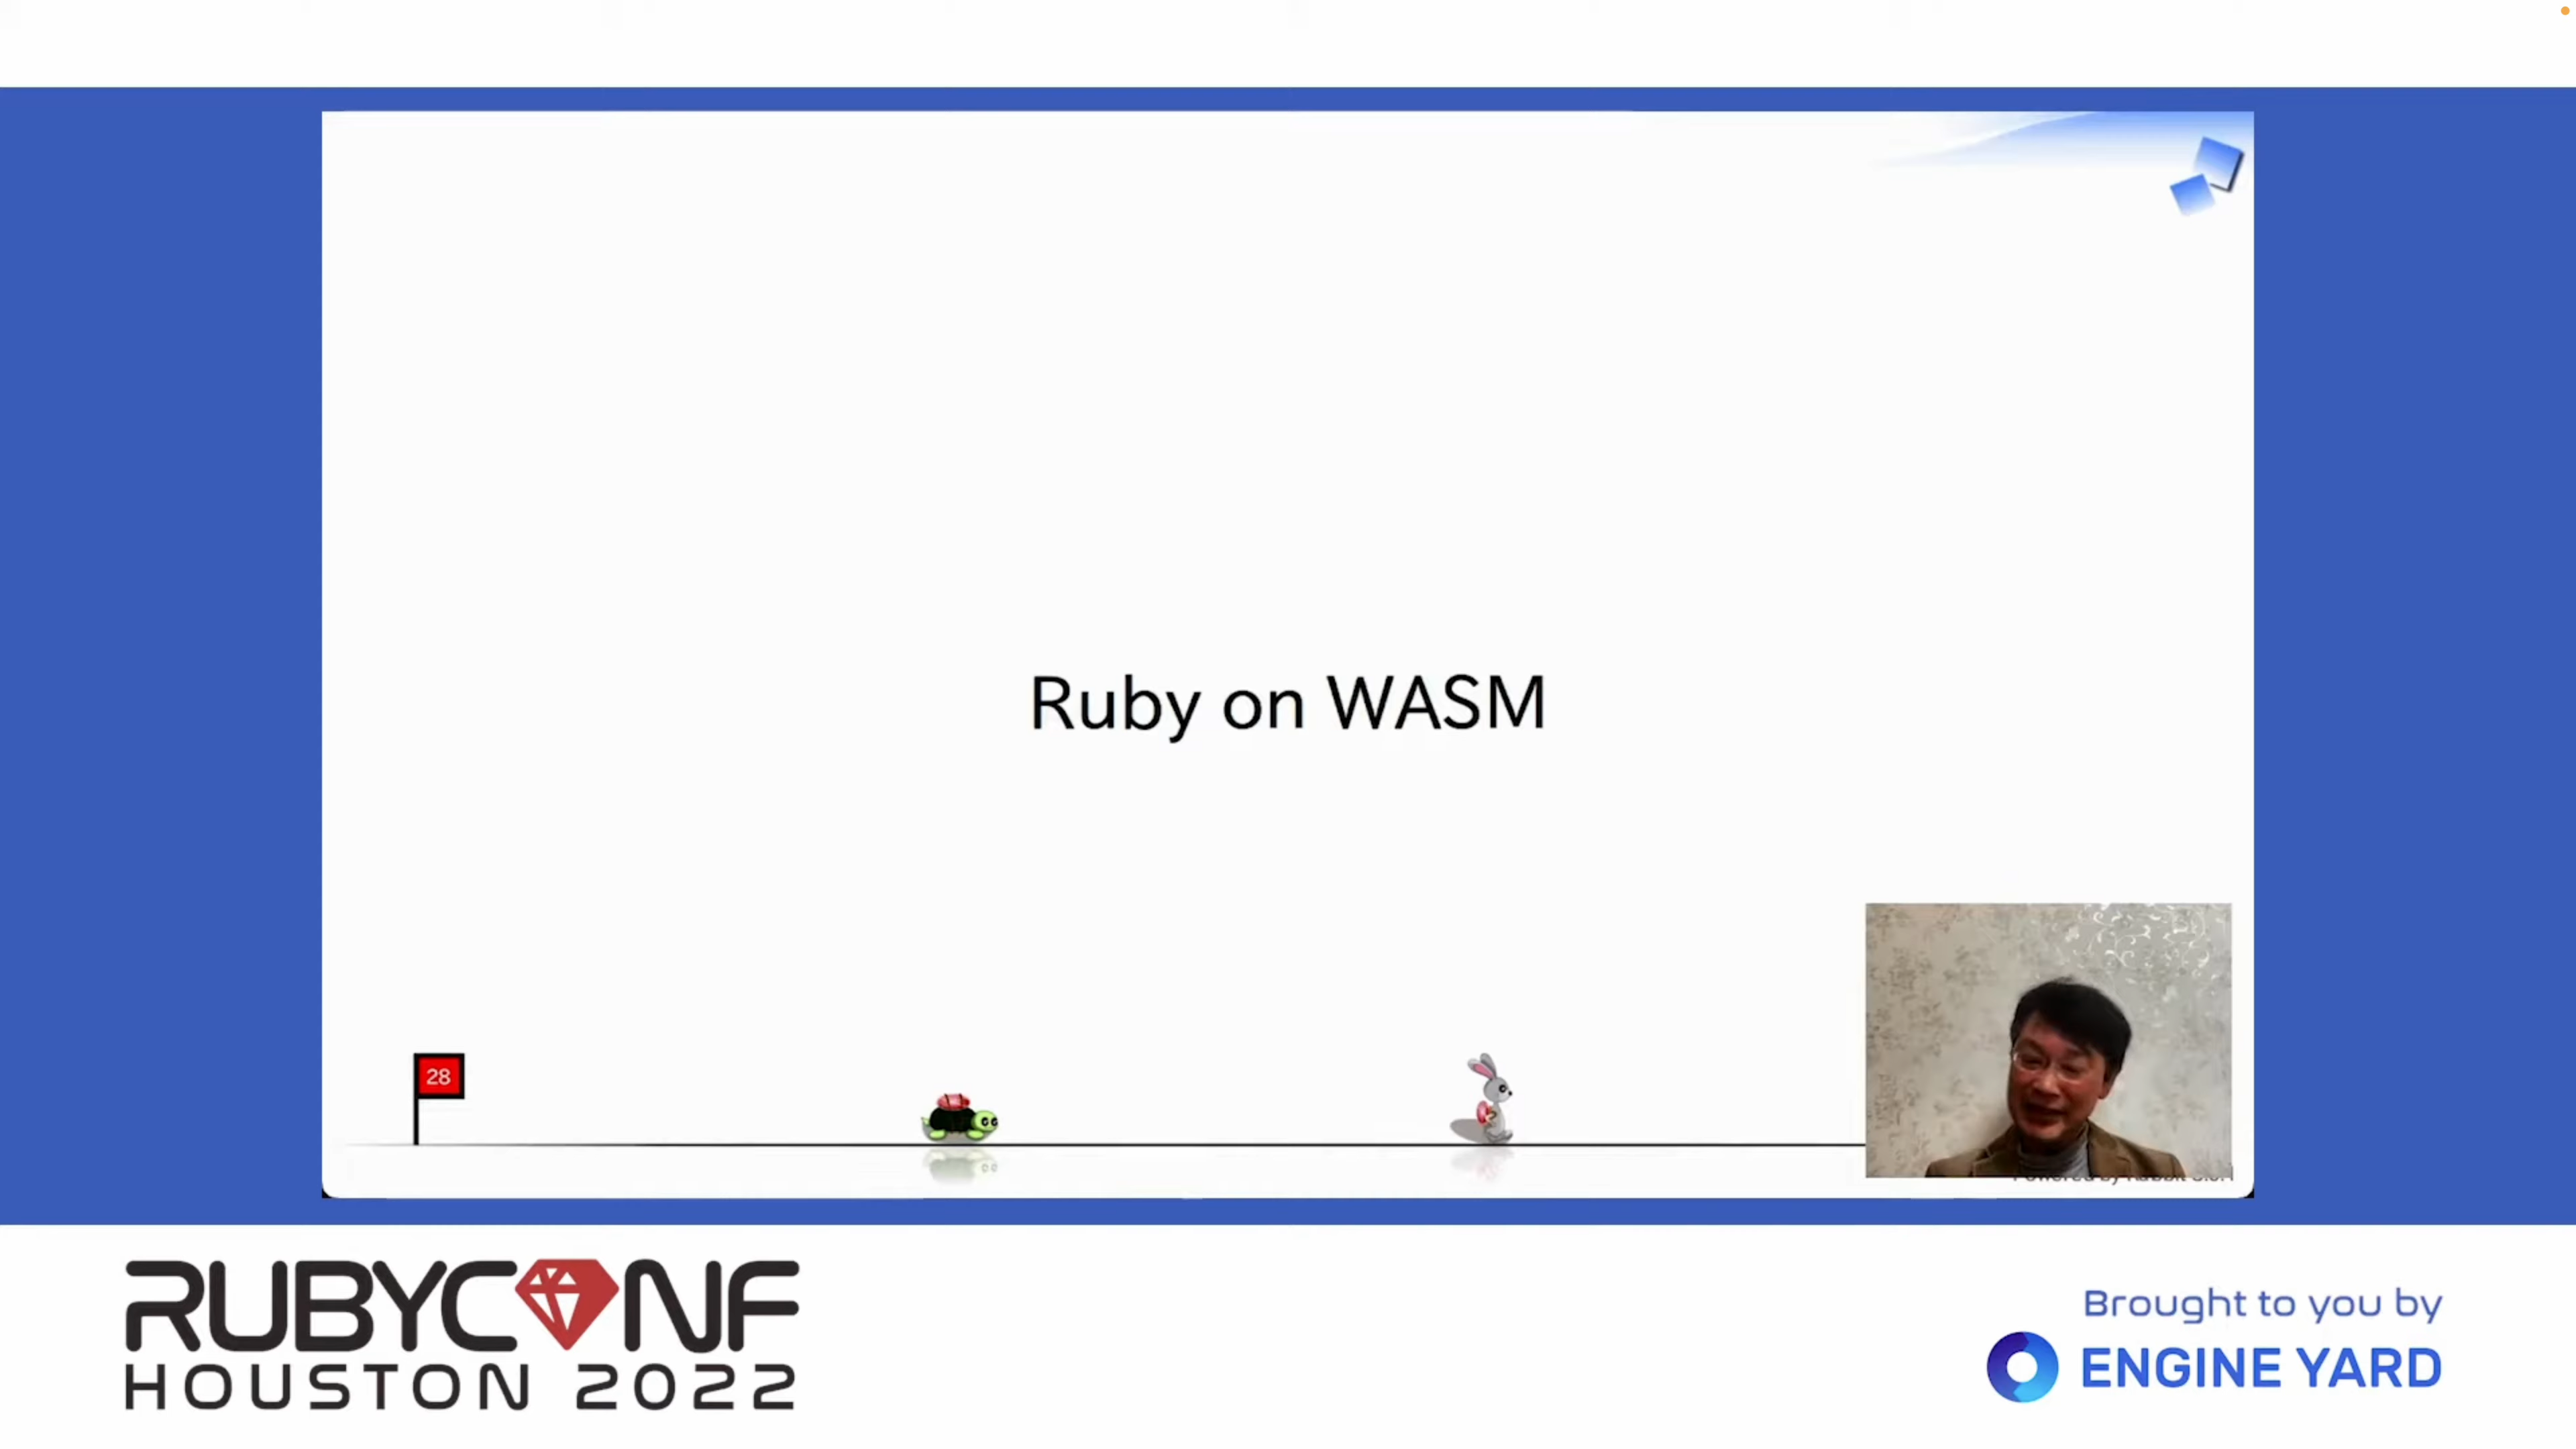 Ruby on WASM
28
RUBYCONF
HOUSTON 2022
Brought to you by
ENGINE YARD